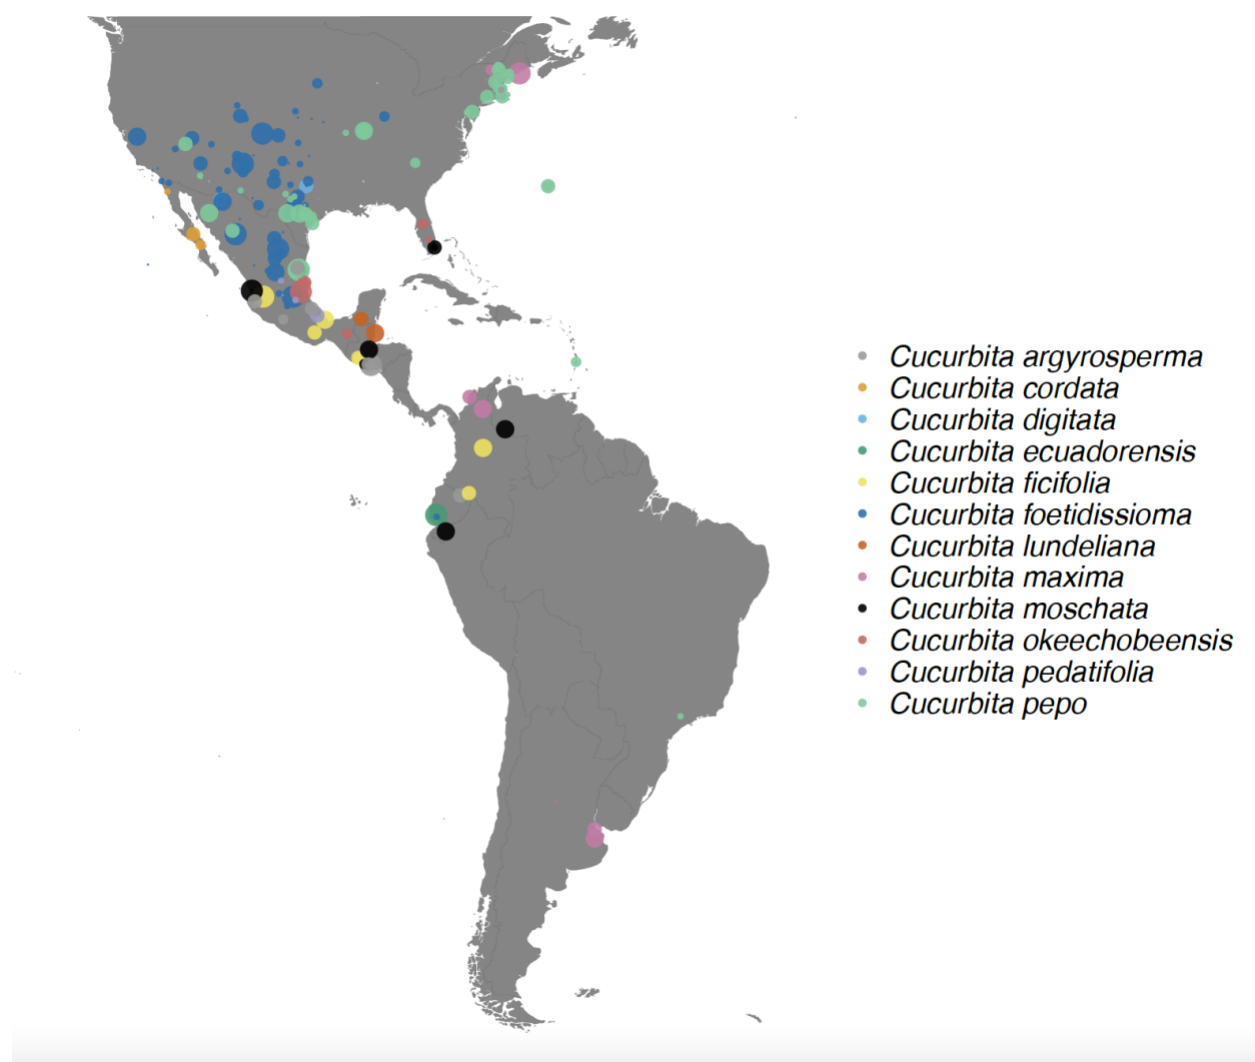 Cucurbita argyrosperma
Cucurbita cordata
Cucurbita digitata
Cucurbita ecuadorensis
Cucurbita ficifolia
Cucurbita foetidissioma
Cucurbita lundeliana
Cucurbita maxima
Cucurbita moschata
Cucurbita okeechobeensis
Cucurbita pedatifolia
Cucurbita pepo